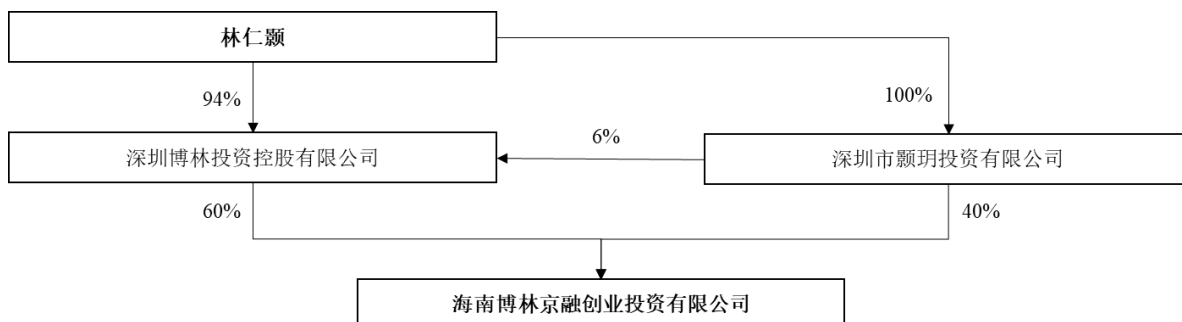 林仁颢
94%
100%
6%
深圳博林投资控股有限公司
深圳市颢玥投资有限公司
60%
40%
海南博林京融创业投资有限公司